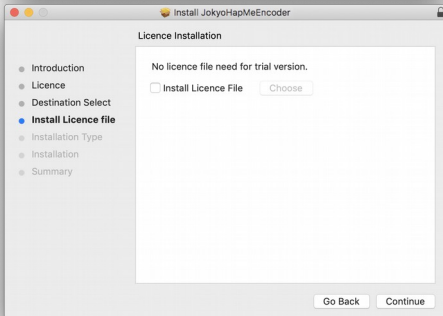 Install JokyoHapMeEncoder
Licence Installation
Introduction
Licence
Destination Select
Install Licence file
Installation Type
Installation
Summary
No licence file need for trial version.
Install Licence File
Choose
Go Back
Continue